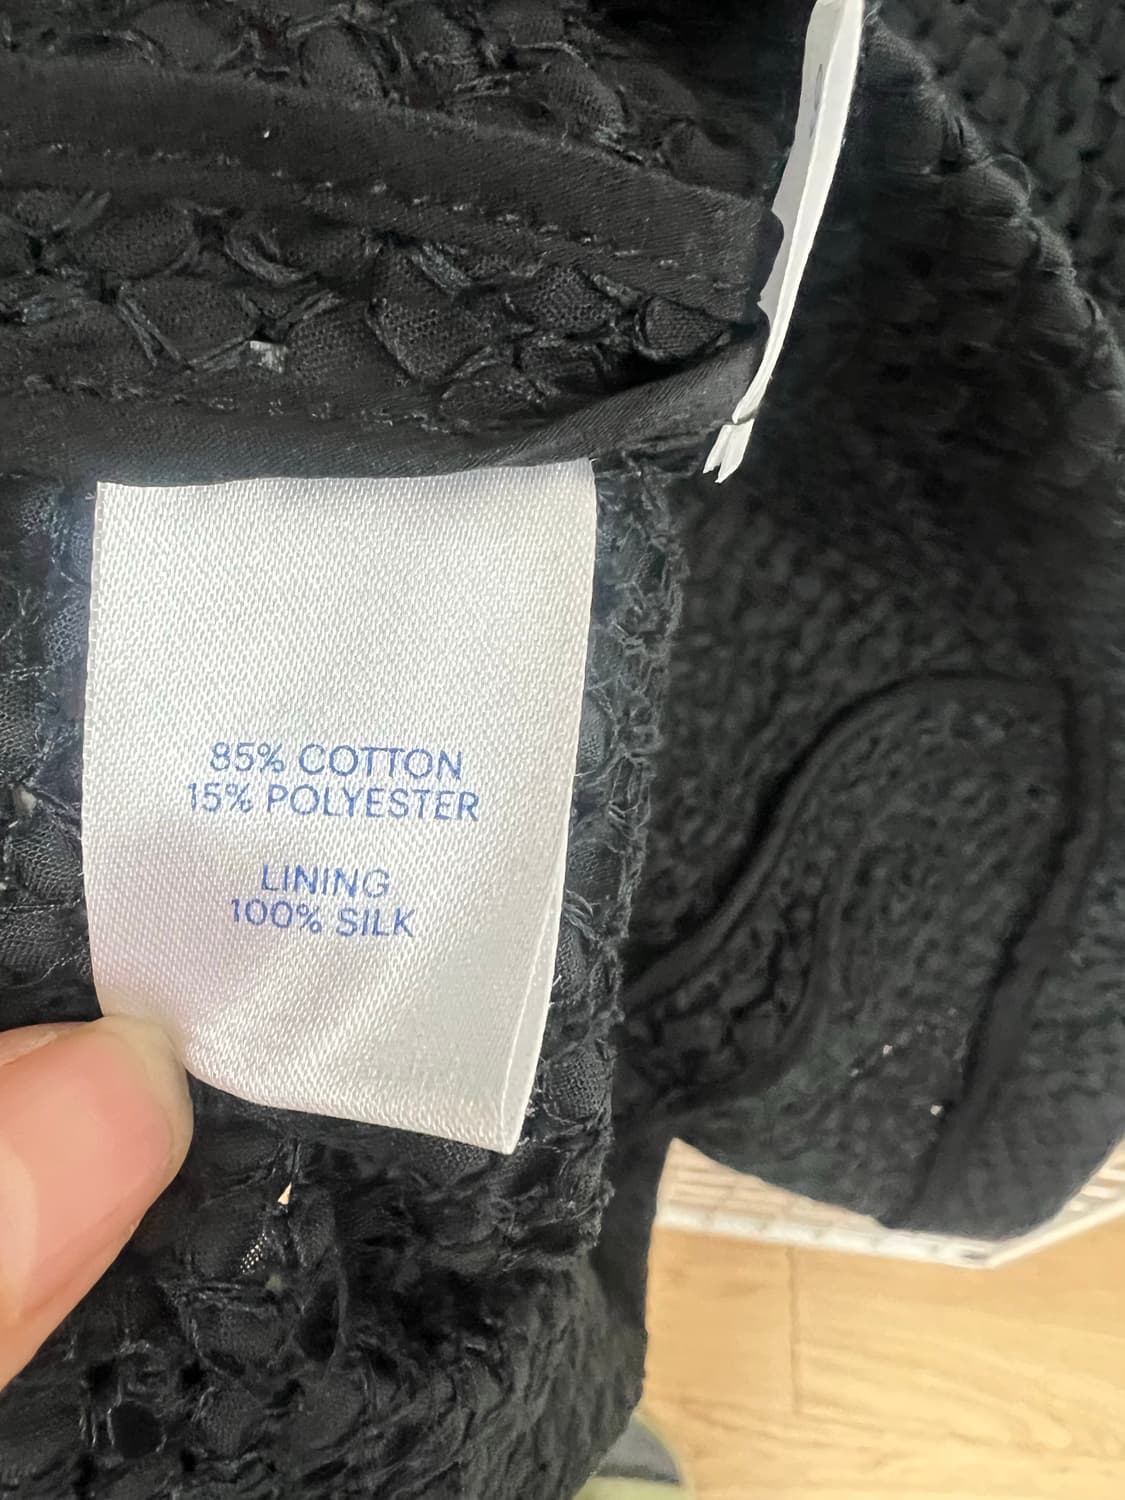 85% COTTON
15% POLYESTER
LINING
100% SILK